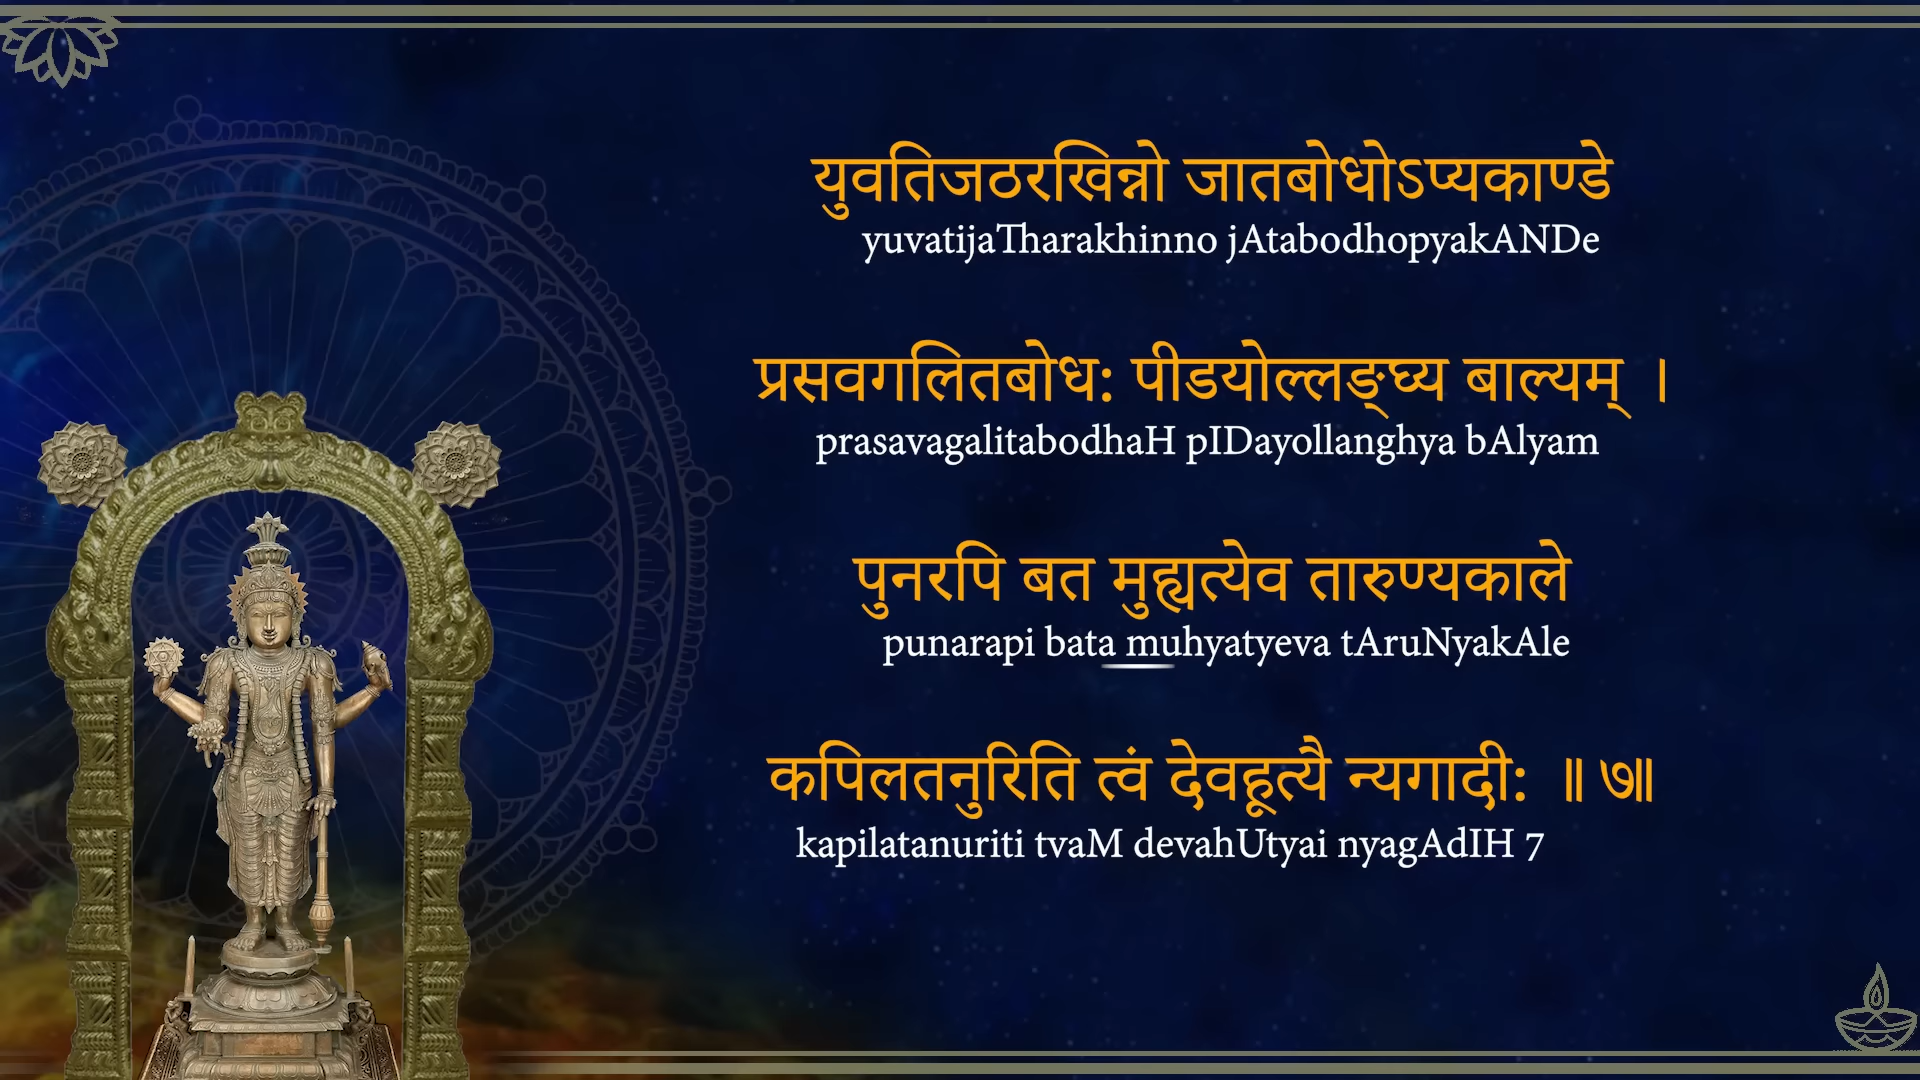 युवतिजठरखिन्नो जातबोधोऽप्यकाण्डे
yuvatijaTharakhinno jAtabodhopyakANDe
प्रसवगलितबोध: पीडयोल्लङ्घ्य बाल्यम् ।
prasavagalitabodhaH pIDayollanghya bAlyam
पुनरपि बत मुह्यत्येव तारुण्यकाले
punarapi bata muhyatyeva tAruNyakAle
कपिलतनुरिति त्वं देवहूत्यै न्यगादी: ॥ ७॥
kapilatanuriti tvaM devahUtyai nyagAdIH 7